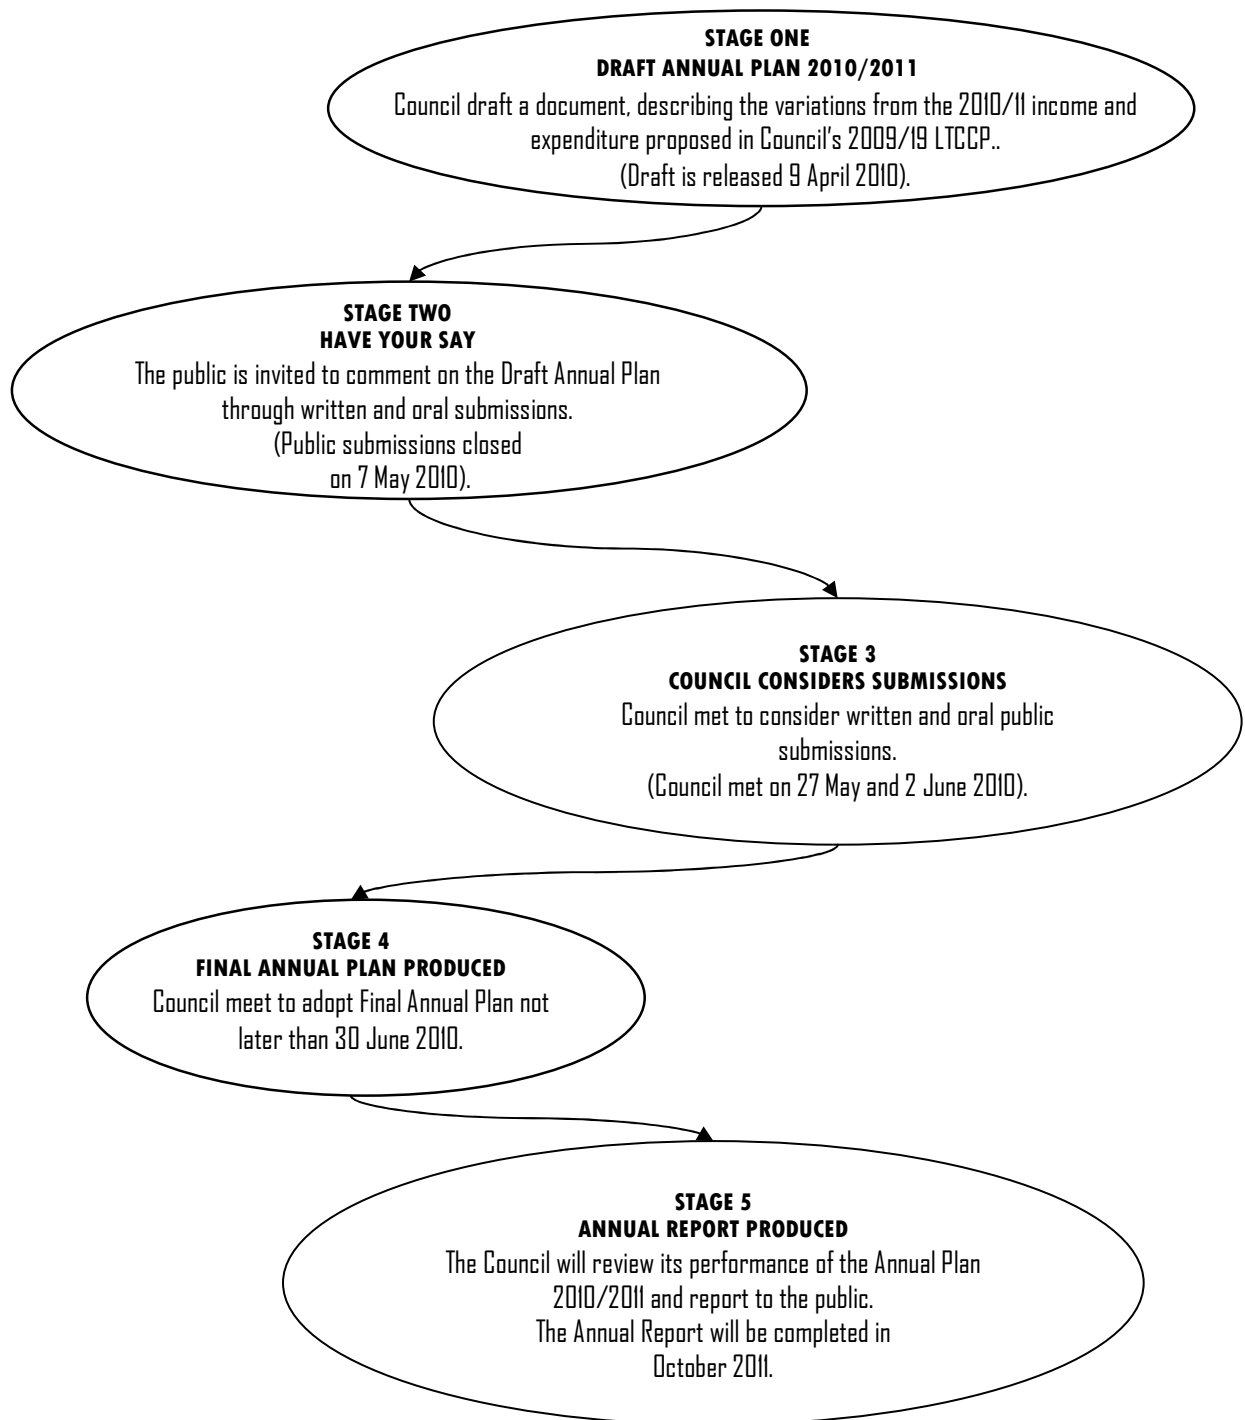 STAGE ONE
DRAFT ANNUAL PLAN 2010/2011
Council draft a document, describing the variations from the 2010/11 income and
expenditure proposed in Council's 2009/19 LTCCP..
(Draft is released 9 April 2010).
STAGE TWO
HAVE YOUR SAY
The public is invited to comment on the Draft Annual Plan
through written and oral submissions.
(Public submissions closed
on 7 May 2010).
STAGE 3
COUNCIL CONSIDERS SUBMISSIONS
Council met to consider written and oral public
submissions.
(Council met on 27 May and 2 June 2010).
STAGE 4
FINAL ANNUAL PLAN PRODUCED
Council meet to adopt Final Annual Plan not
later than 30 June 2010.
STAGE 5
ANNUAL REPORT PRODUCED
The Council will review its performance of the Annual Plan
2010/2011 and report to the public.
The Annual Report will be completed in
October 2011.